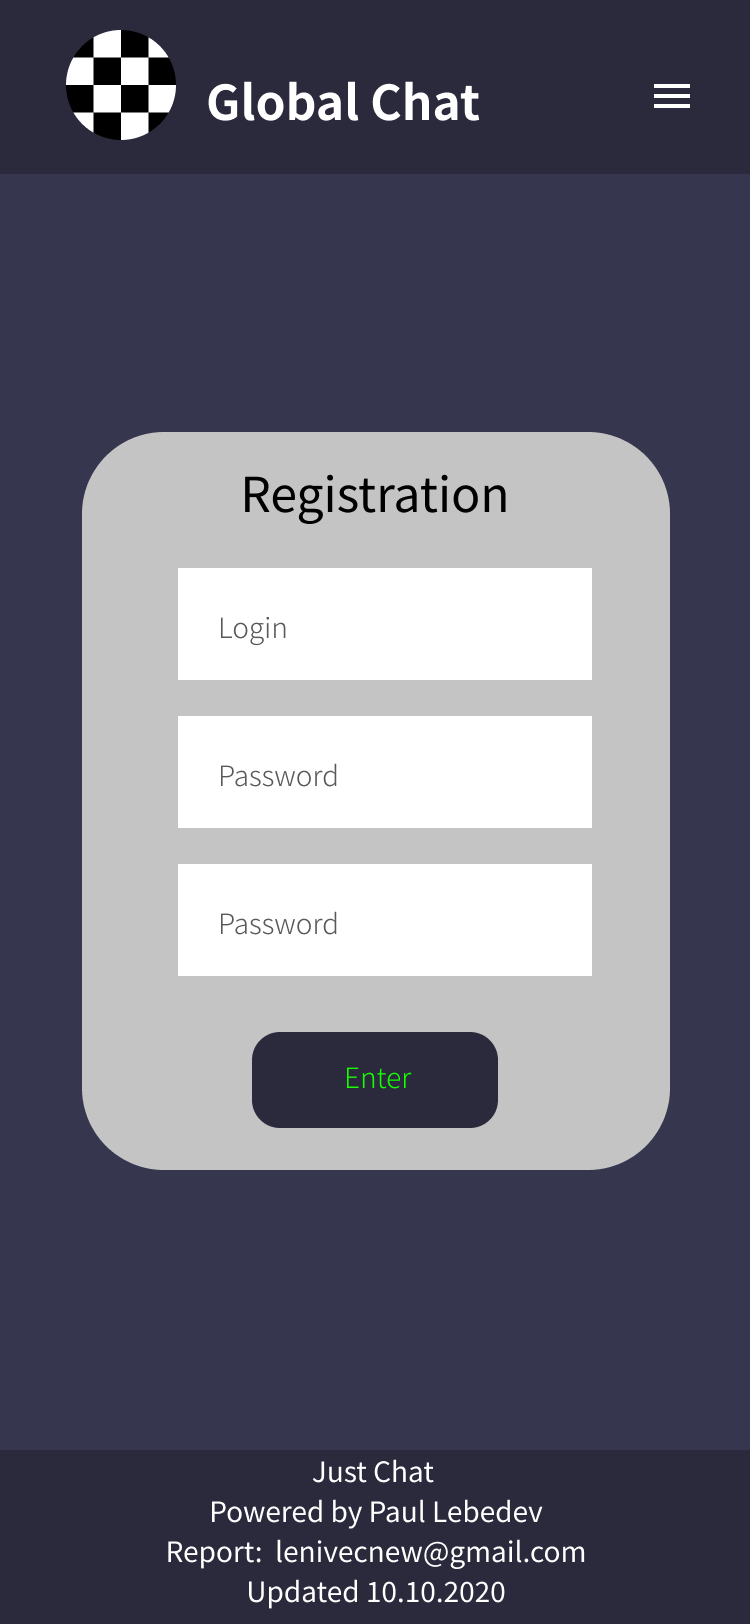 Global Chat
Registration
Login
Password
Password
Enter
Just Chat
Powered by Paul Lebedev
Report:  lenivecnew@gmail.com
Updated 10.10.2020